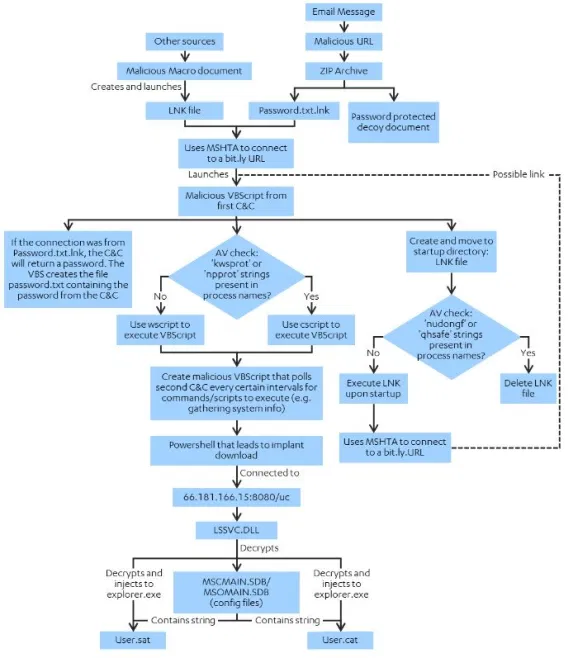 Email Message
Other sources
Malicious URL
Malicious Macro document
ZIP Archive
Creates and launches
LNK file
Password.txt.lnk
Password protected
decoy document
Uses MSHTA to connect
to a bit.ly URL
Launches
Possible link
Malicious VBScript from
first C&C
If the connection was from
Password.txt.lnk, the C&C
will return a password. The
VBS creates the file
password.txt containing the
password from the C&C
AV check:
'kwsprot' or
'npprot' strings
present in
process names?
No
Yes
Use wscript to
execute VBScript
Use cscript to
execute VBScript
Create and move to
startup directory:
LNK file
AV check:
'nudongf' or
'qhsafe' strings
present in
process names?
No
Yes
Execute LNK
upon startup
Delete LNK
file
Uses MSHTA to connect
to a bit.ly.URL
Create malicious VBScript that polls
second C&C every certain intervals for
commands/scripts to execute (e.g.
gathering system info)
Powershell that leads to implant
download
Connected to
66.181.166.15:8080/uc
LSSVC.DLL
Decrypts
Decrypts and
injects to
explorer.exe
MSCMAIN.SDB/
MSOMAIN.SDB
(config files)
Decrypts and
injects to
explorer.exe
Contains string
Contains string
User.sat
User.cat